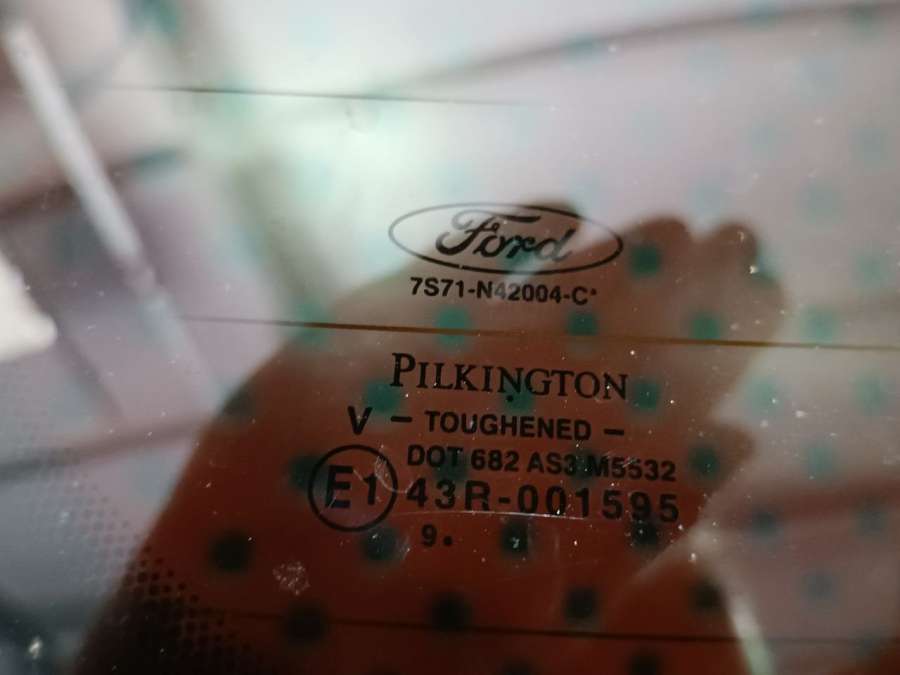 Ford
7S71-N42004-C•
PILKINGTON
V - TOUGHENED -
DOT 682 AS3 M5532
E1 43R-001595
9•